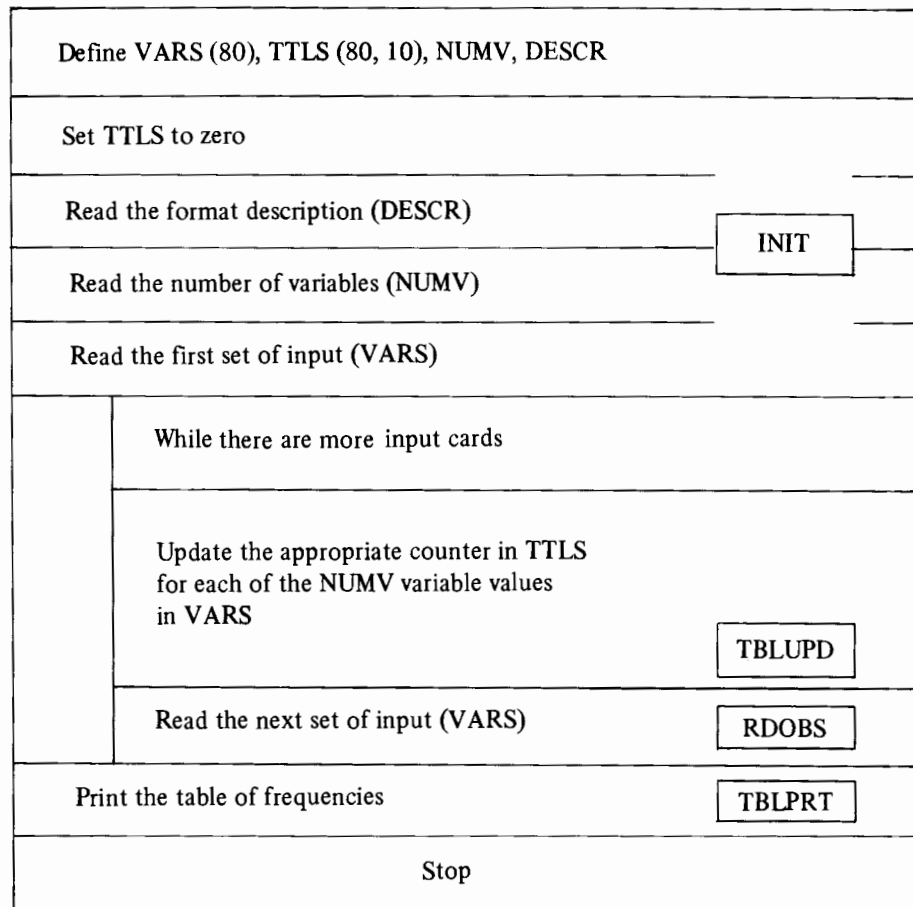 Define VARS (80), TTLS (80, 10), NUMV, DESCR
Set TTLS to zero
Read the format description (DESCR)
INIT
Read the number of variables (NUMV)
Read the first set of input (VARS)
While there are more input cards
Update the appropriate counter in TTLS
for each of the NUMV variable values
in VARS
TBLUPD
Read the next set of input (VARS)
RDOBS
Print the table of frequencies
TBLPRT
Stop